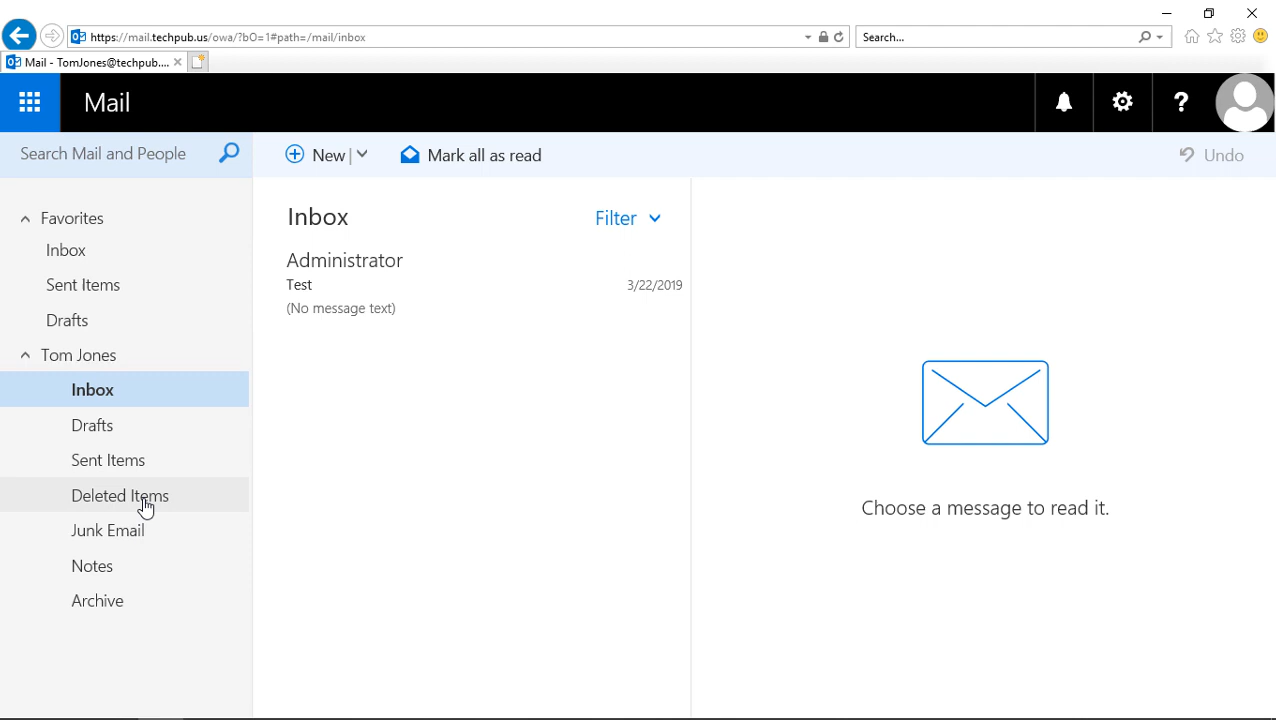 https://mail.techpub.us/owa/?bO=1#path=/mail/inbox
Search...
Mail - TomJones@techpub....
Mail
?
Search Mail and People
New
Mark all as read
Undo
Favorites
Inbox
Sent Items
Drafts
Tom Jones
Inbox
Drafts
Sent Items
Deleted Items
Junk Email
Notes
Archive
Inbox
Filter
Administrator
Test
3/22/2019
(No message text)
Choose a message to read it.